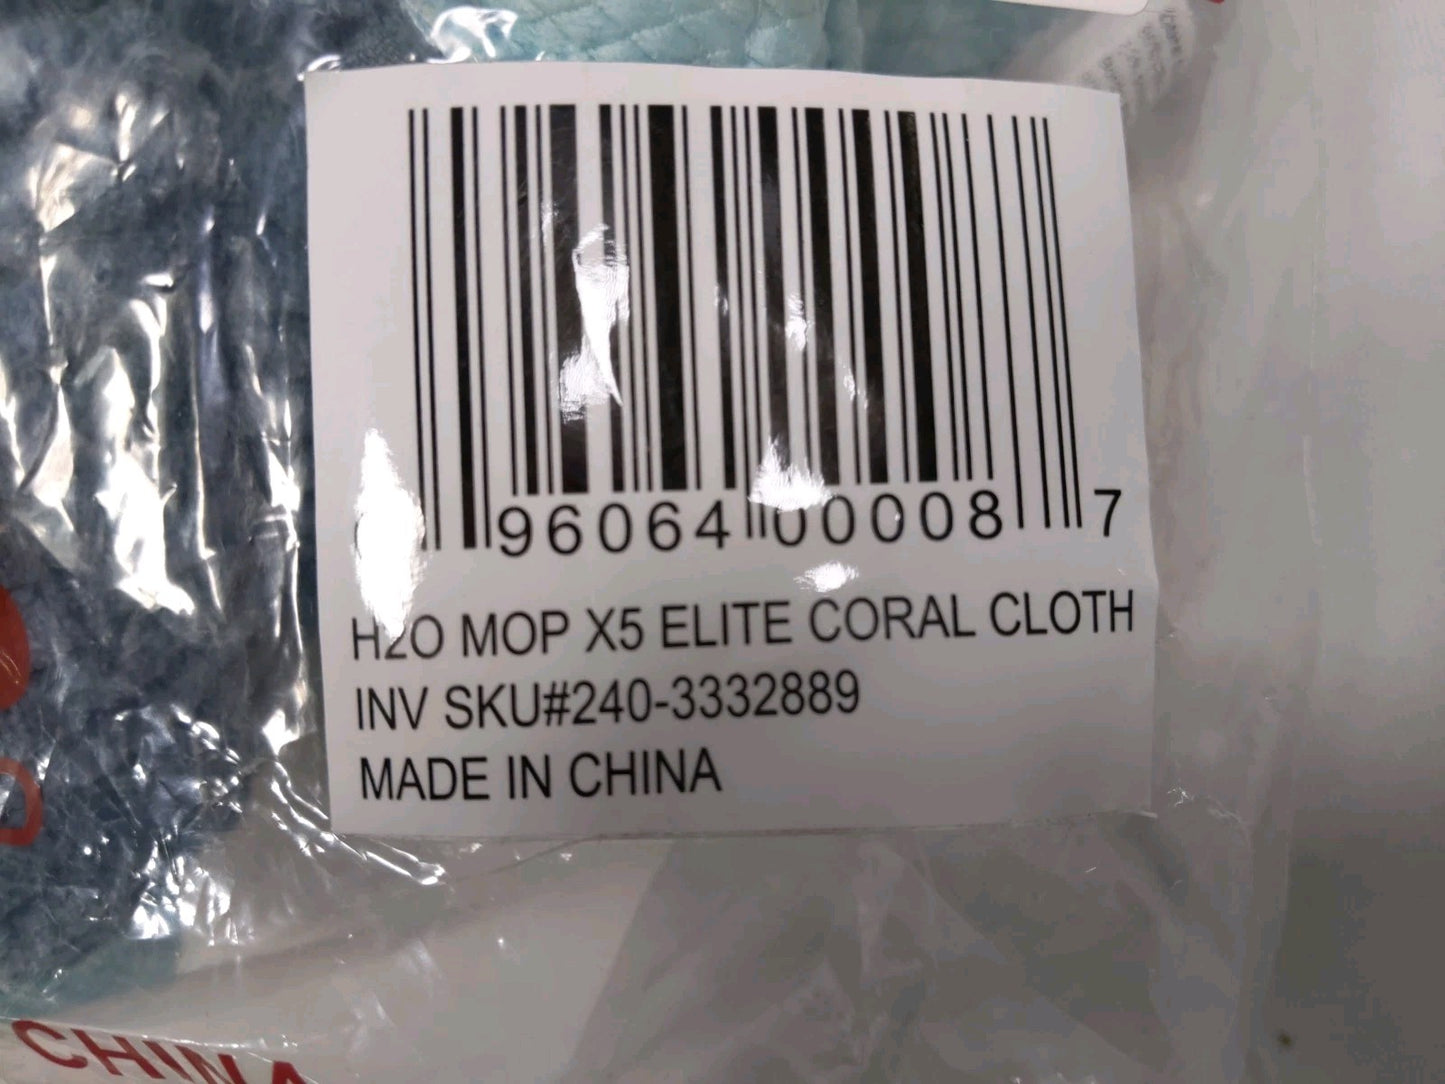 96064 00008 7
H2O MOP X5 ELITE CORAL CLOTH
INV SKU#240-3332889
MADE IN CHINA
CHINA